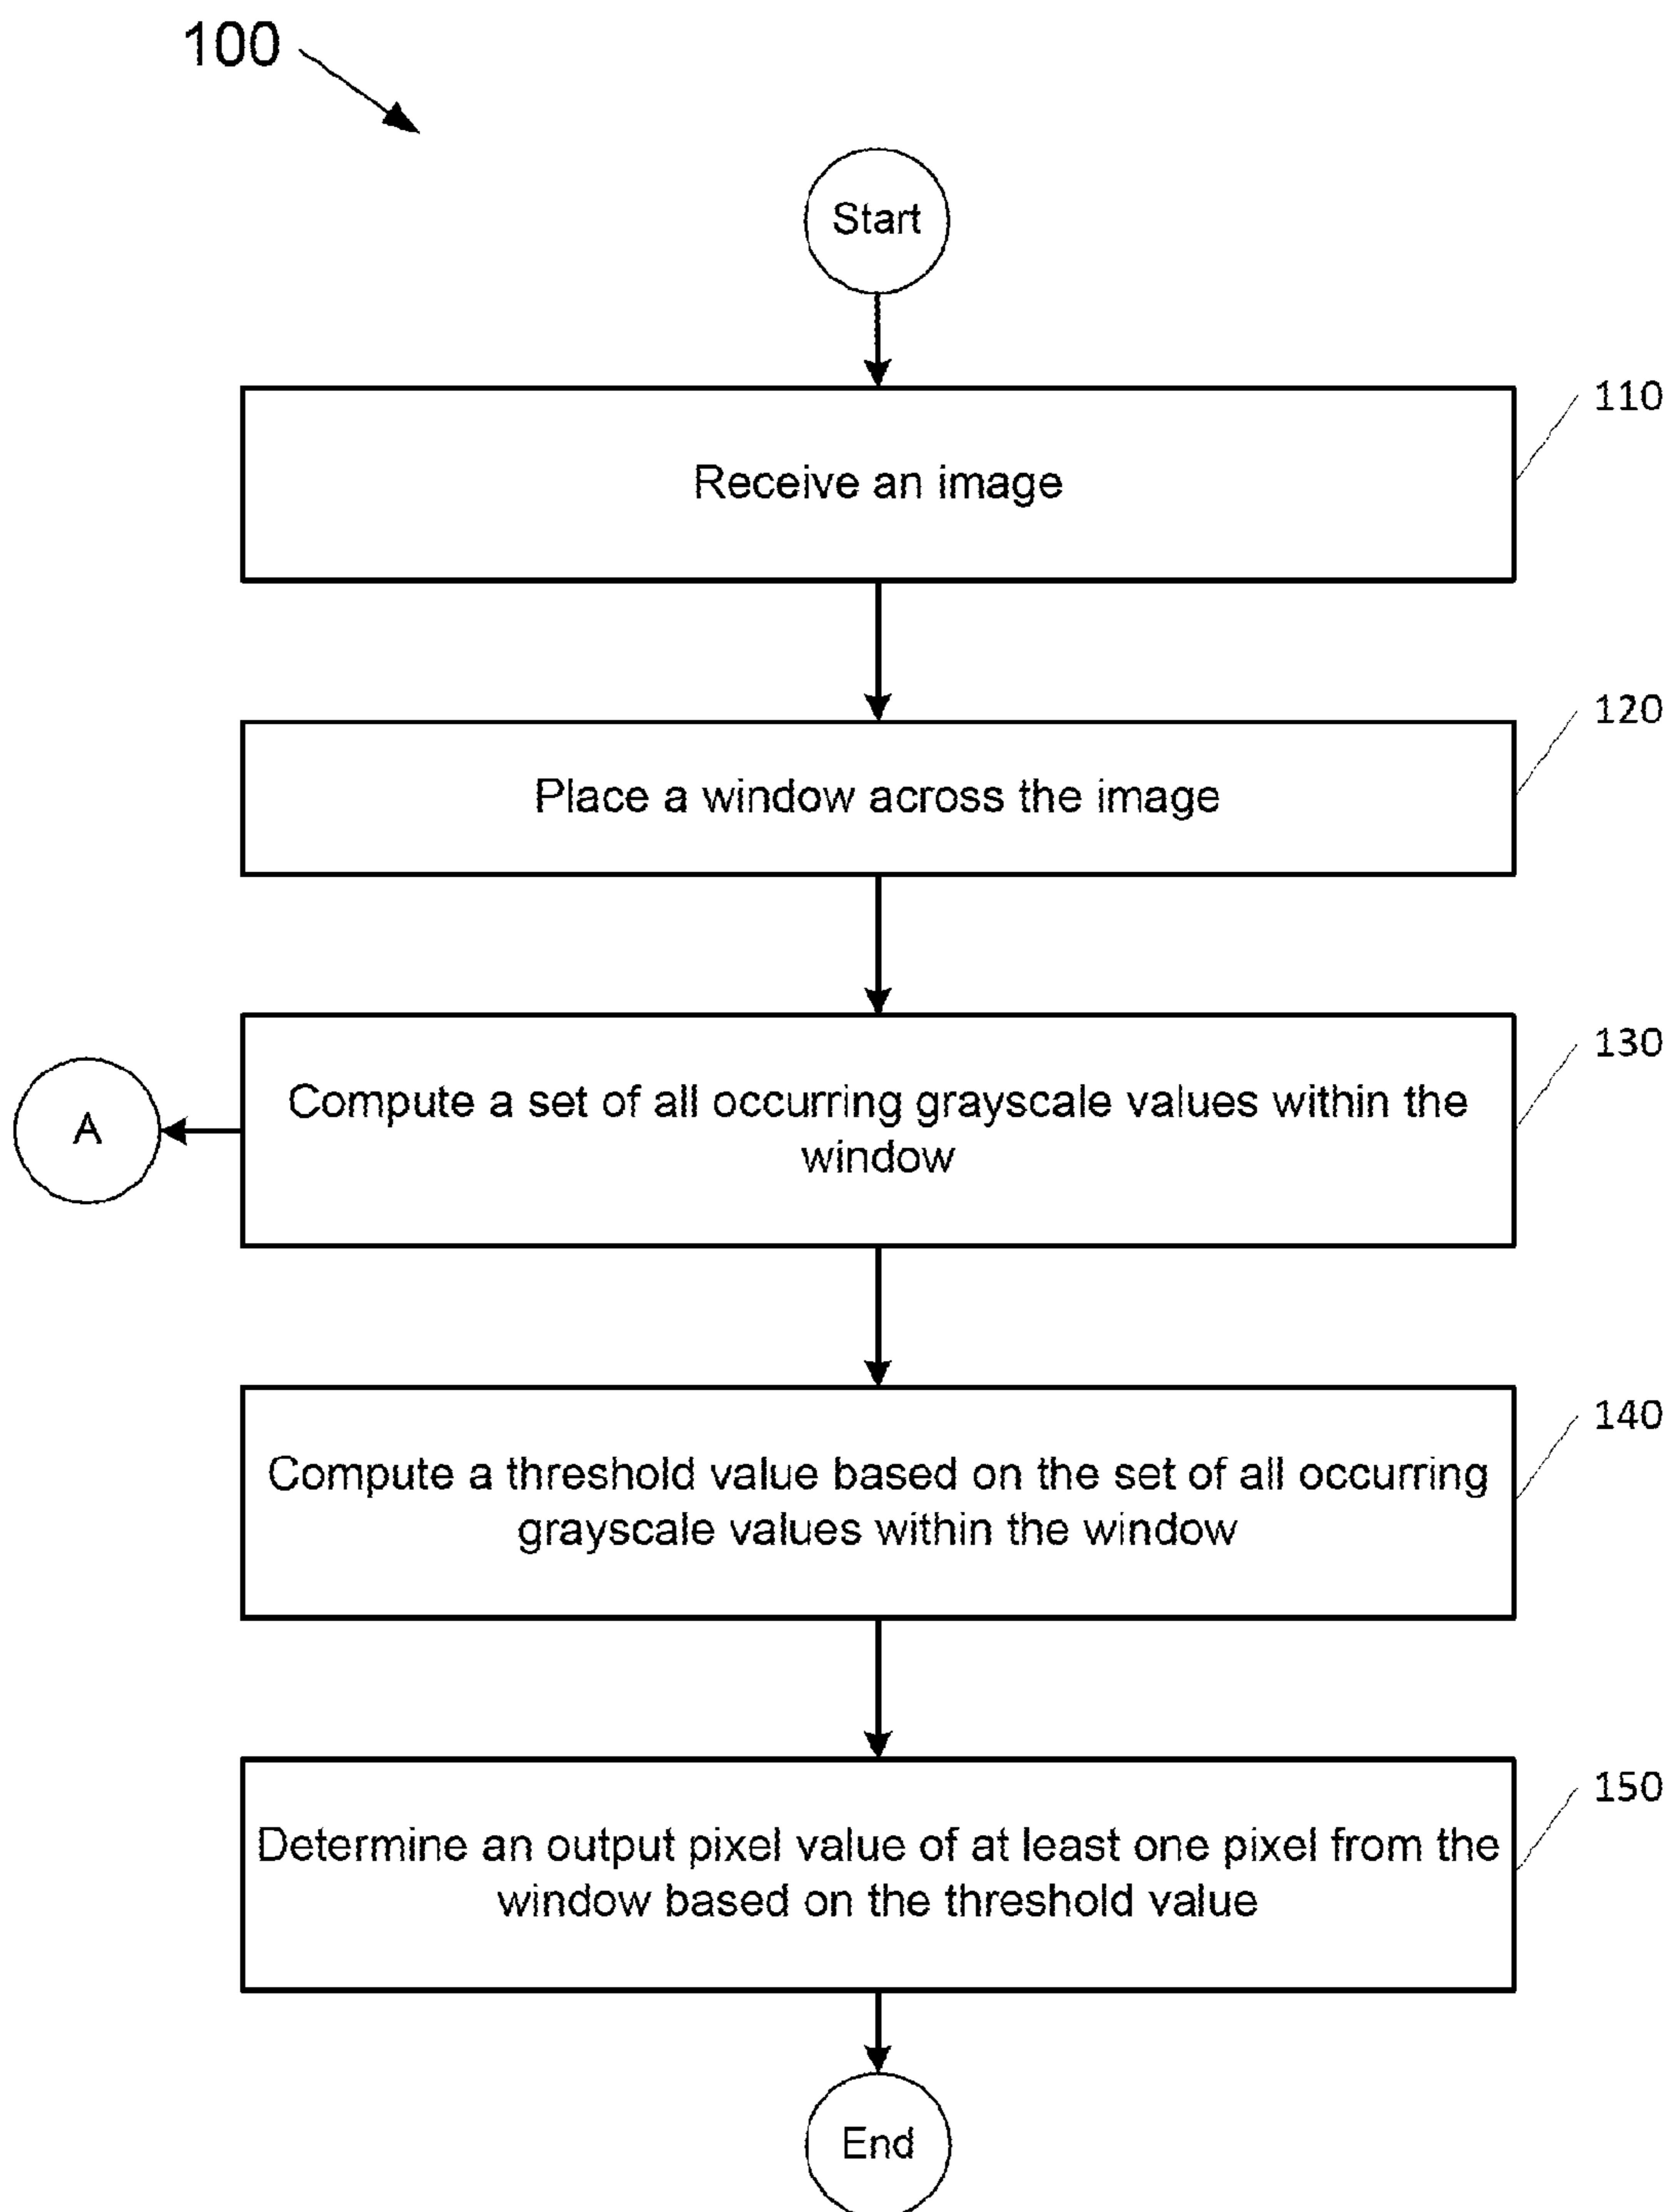 100
Start
110
Receive an image
120
Place a window across the image
130
Compute a set of all occurring grayscale values within the
window
A
140
Compute a threshold value based on the set of all occurring
grayscale values within the window
150
Determine an output pixel value of at least one pixel from the
window based on the threshold value
End